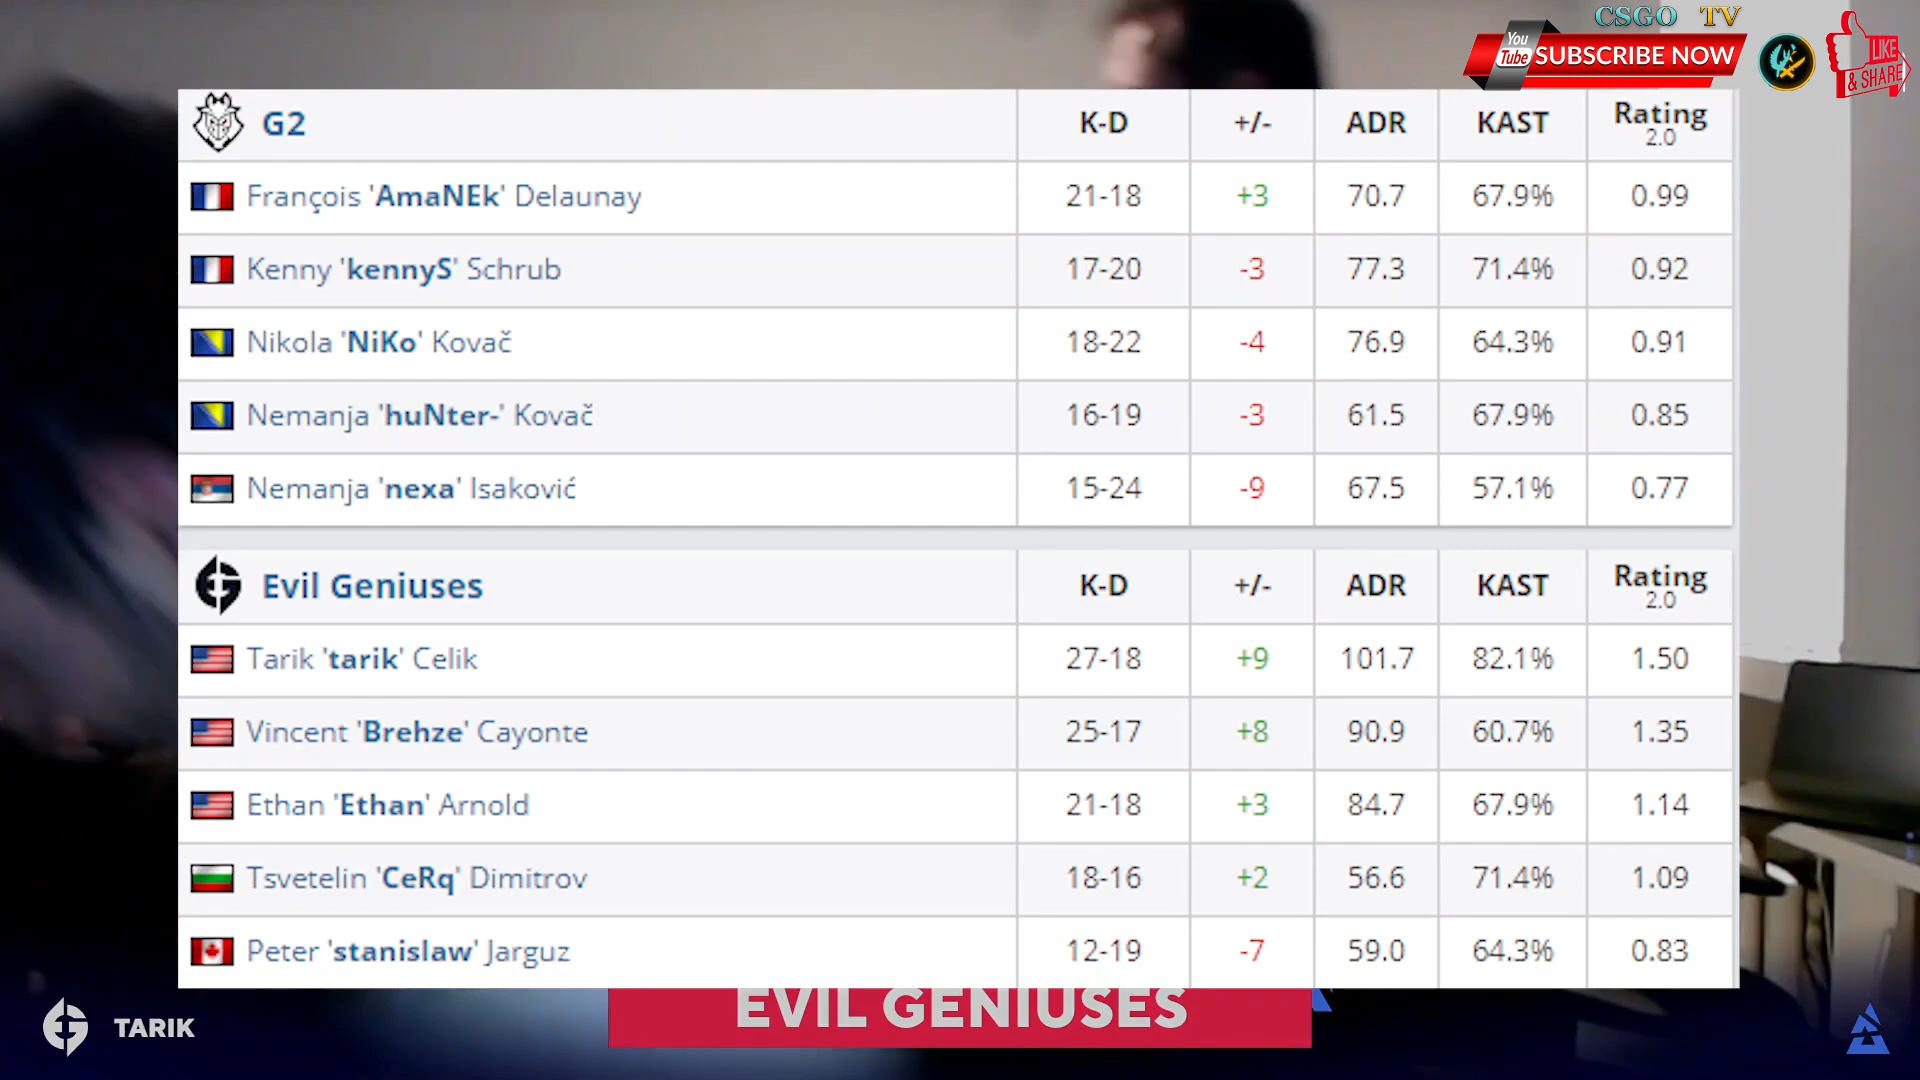 CSGO TV
You Tube SUBSCRIBE NOW
LIKE & SHARE
G2 K-D +/- ADR KAST Rating 2.0
François 'AmaNEk' Delaunay 21-18 +3 70.7 67.9% 0.99
Kenny 'kennyS' Schrub 17-20 -3 77.3 71.4% 0.92
Nikola 'NiKo' Kovač 18-22 -4 76.9 64.3% 0.91
Nemanja 'huNter-' Kovač 16-19 -3 61.5 67.9% 0.85
Nemanja 'nexa' Isaković 15-24 -9 67.5 57.1% 0.77
Evil Geniuses K-D +/- ADR KAST Rating 2.0
Tarik 'tarik' Celik 27-18 +9 101.7 82.1% 1.50
Vincent 'Brehze' Cayonte 25-17 +8 90.9 60.7% 1.35
Ethan 'Ethan' Arnold 21-18 +3 84.7 67.9% 1.14
Tsvetelin 'CeRq' Dimitrov 18-16 +2 56.6 71.4% 1.09
Peter 'stanislaw' Jarguz 12-19 -7 59.0 64.3% 0.83
EVIL GENIUSES
TARIK